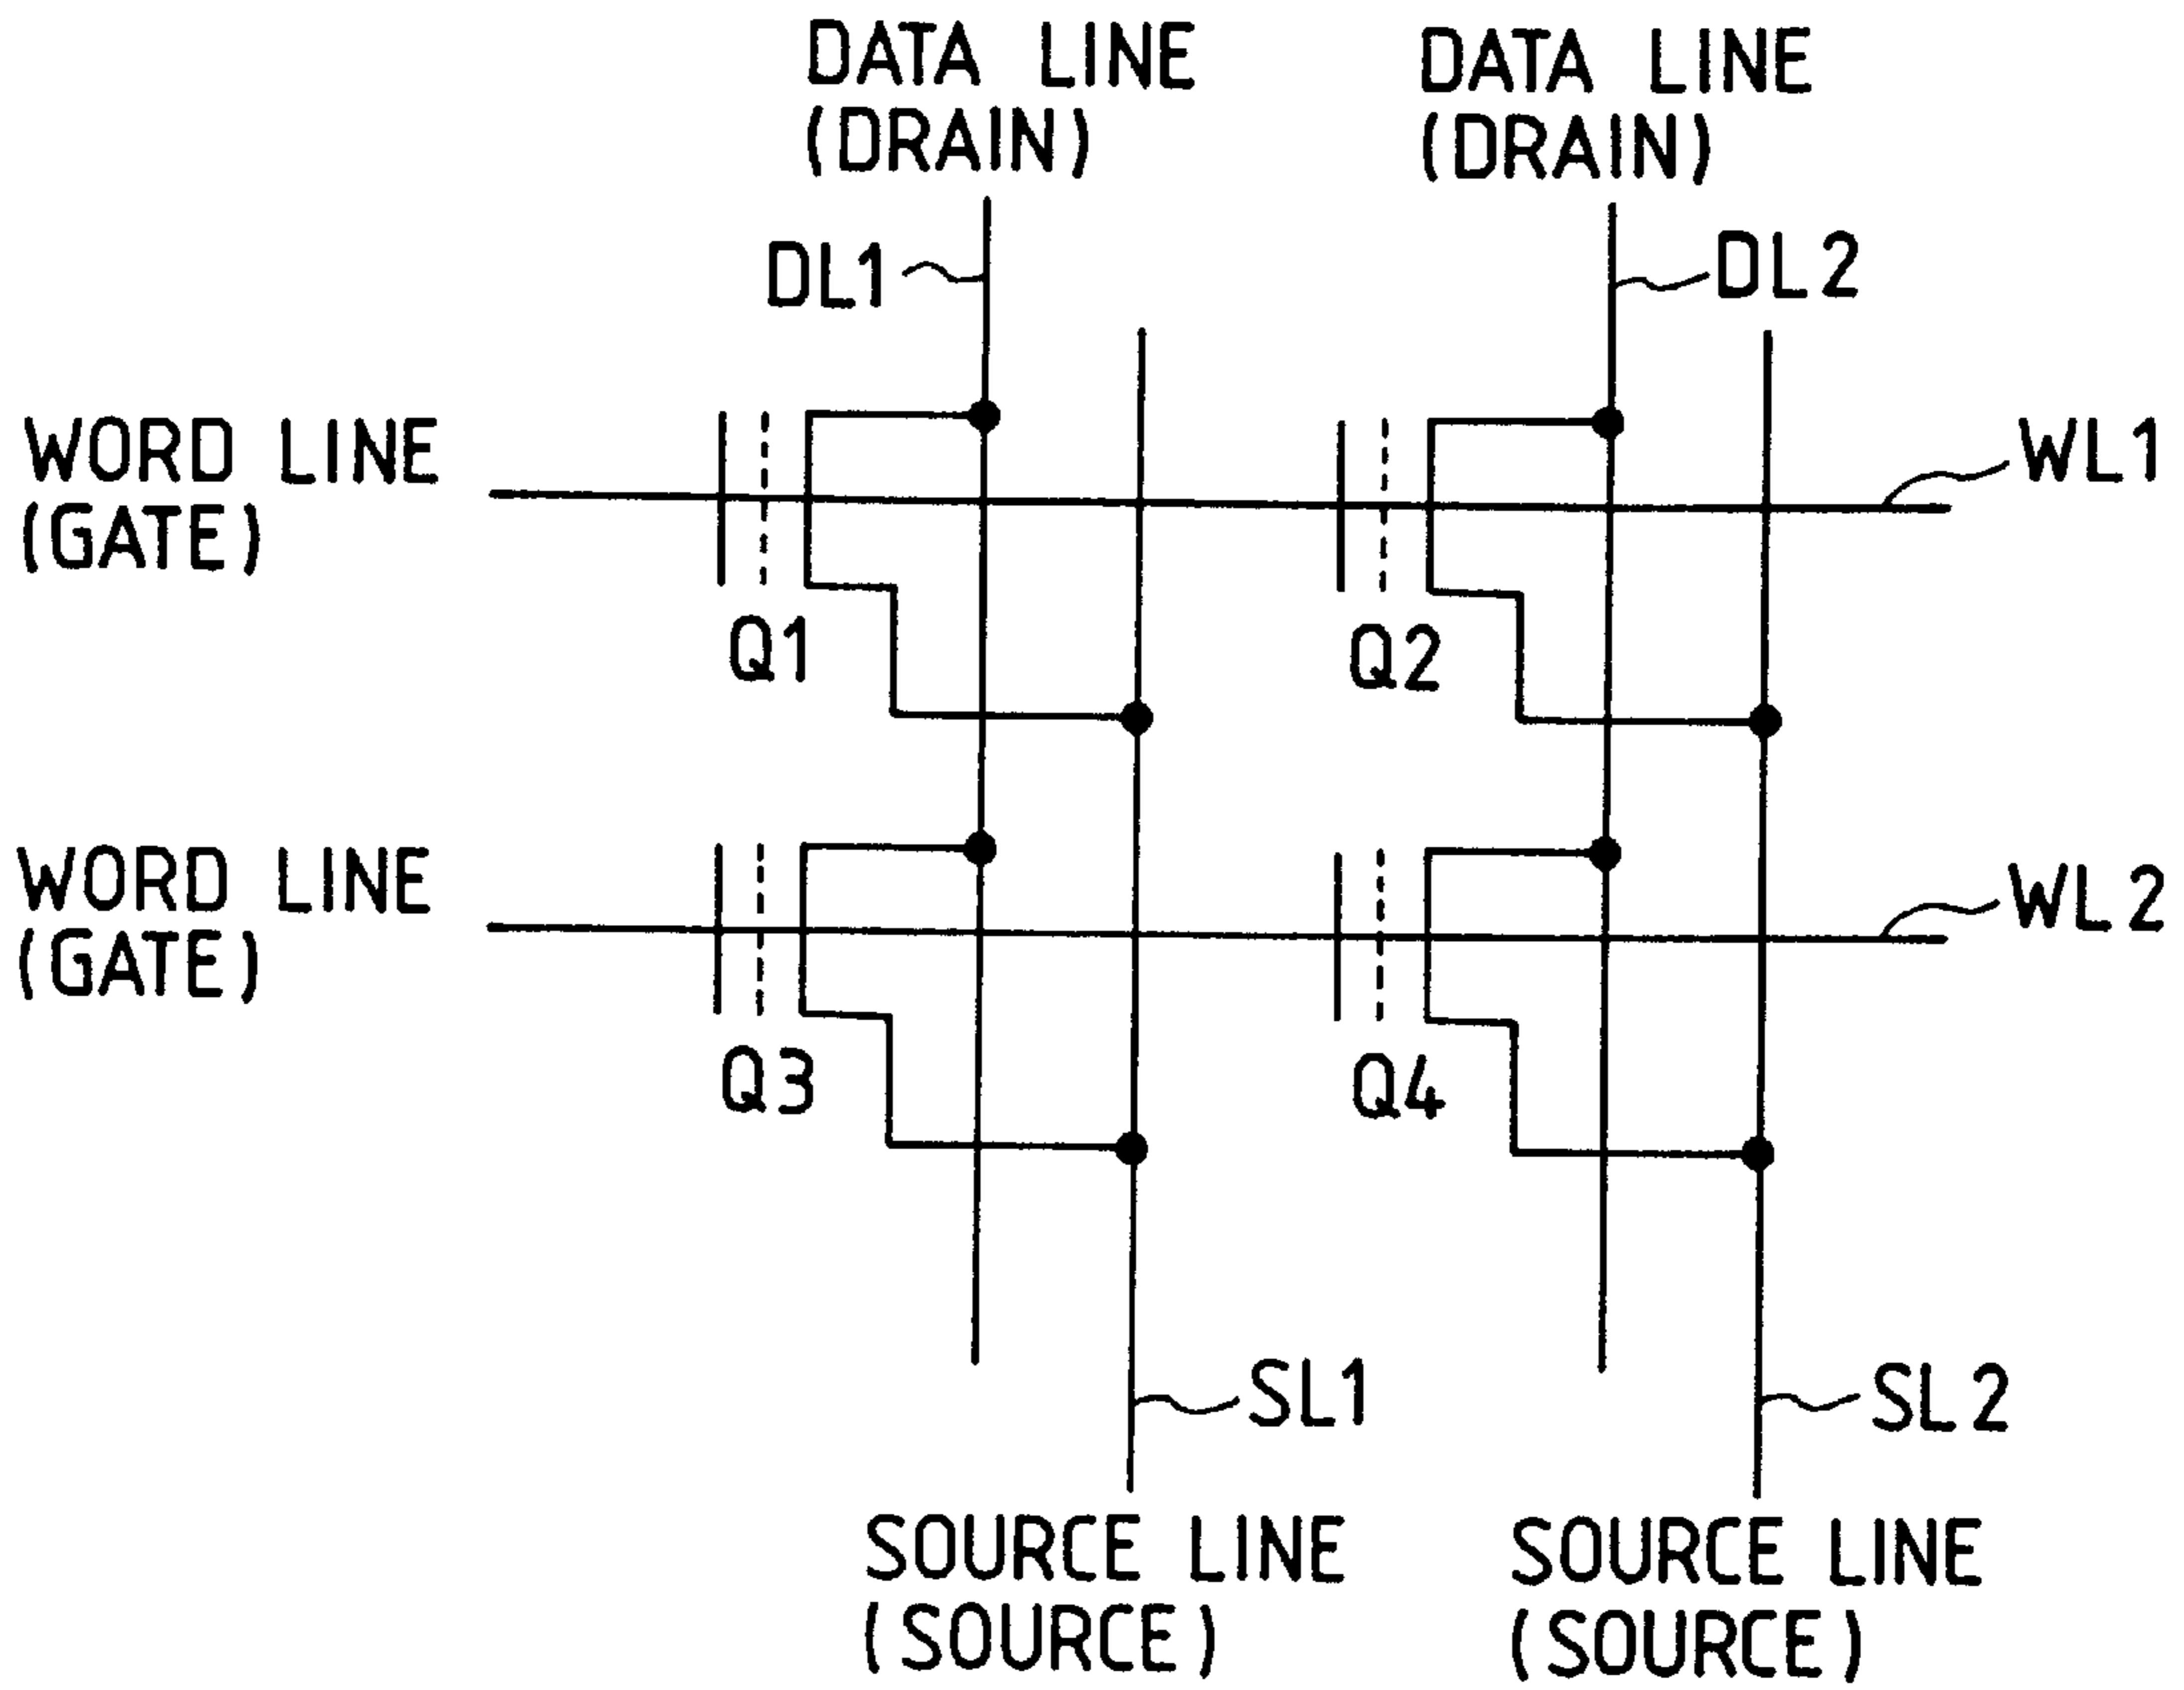 DATA LINE
(DRAIN)
DATA LINE
(DRAIN)
DL1
DL2
WORD LINE
(GATE)
WL1
Q1
Q2
WORD LINE
(GATE)
WL2
Q3
Q4
SL1
SL2
SOURCE LINE
(SOURCE)
SOURCE LINE
(SOURCE)